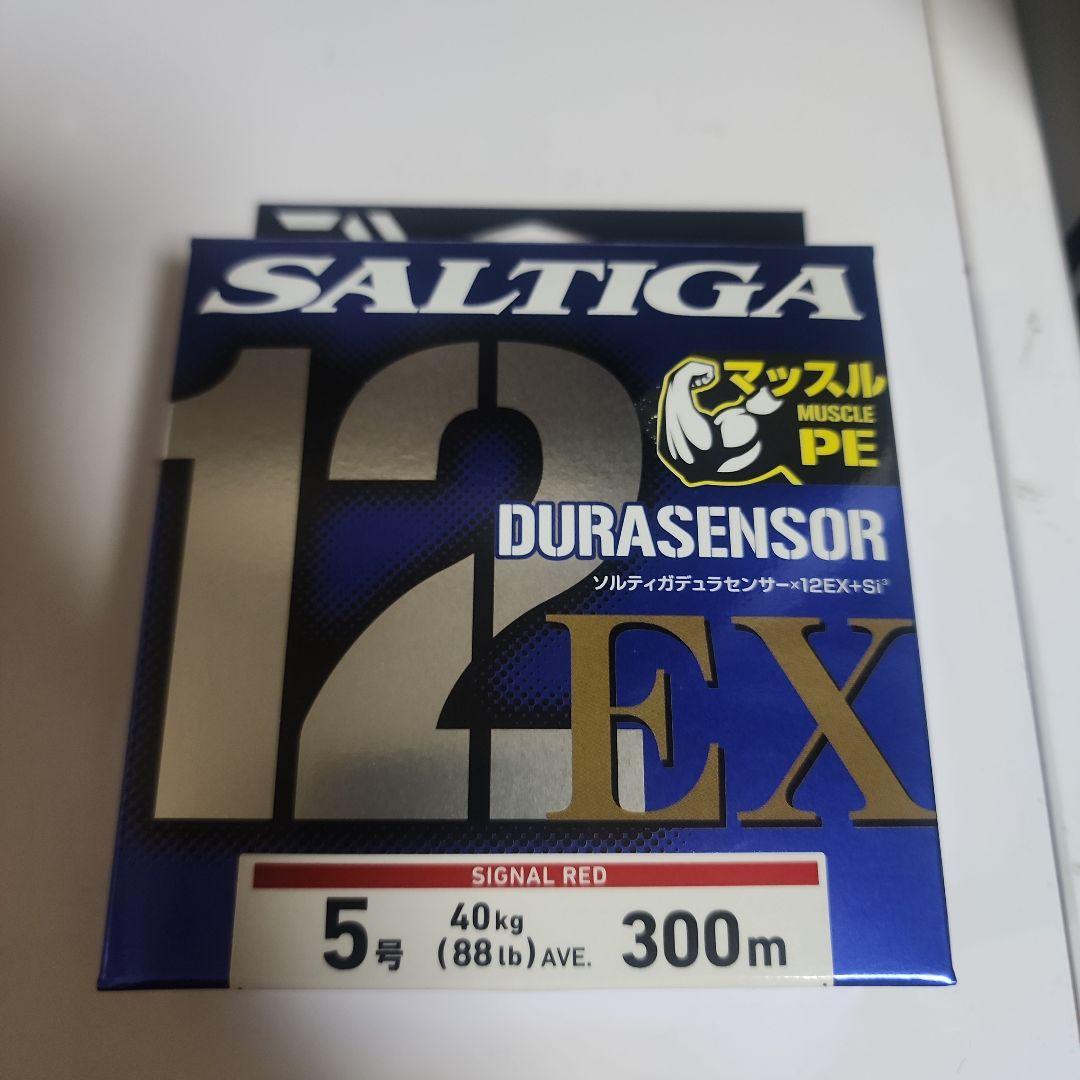 SALTIGA
12
マッスル
MUSCLE
PE
DURASENSOR
ソルティガデュラセンサー×12EX+Si³
EX
SIGNAL RED
5号 40kg (88lb) AVE. 300m